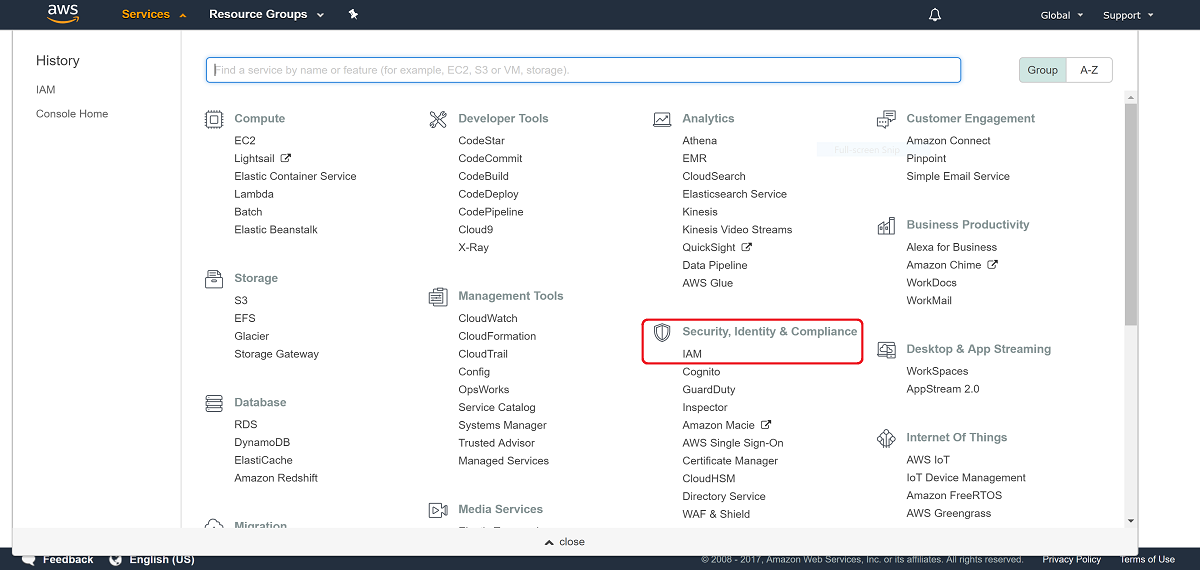 aws
Services
Resource Groups
Global
Support
History
IAM
Console Home
Find a service by name or feature (for example, EC2, S3 or VM, storage).
Group
A-Z
Compute
EC2
Lightsail
Elastic Container Service
Lambda
Batch
Elastic Beanstalk
Storage
S3
EFS
Glacier
Storage Gateway
Database
RDS
DynamoDB
ElastiCache
Amazon Redshift
Migration
Developer Tools
CodeStar
CodeCommit
CodeBuild
CodeDeploy
CodePipeline
Cloud9
X-Ray
Management Tools
CloudWatch
CloudFormation
CloudTrail
Config
OpsWorks
Service Catalog
Systems Manager
Trusted Advisor
Managed Services
Media Services
Analytics
Athena
EMR
CloudSearch
Elasticsearch Service
Kinesis
Kinesis Video Streams
QuickSight
Data Pipeline
AWS Glue
Full-screen Snip
Security, Identity & Compliance
IAM
Cognito
GuardDuty
Inspector
Amazon Macie
AWS Single Sign-On
Certificate Manager
CloudHSM
Directory Service
WAF & Shield
Customer Engagement
Amazon Connect
Pinpoint
Simple Email Service
Business Productivity
Alexa for Business
Amazon Chime
WorkDocs
WorkMail
Desktop & App Streaming
WorkSpaces
AppStream 2.0
Internet Of Things
AWS IoT
IoT Device Management
Amazon FreeRTOS
AWS Greengrass
close
Feedback
English (US)
© 2008 - 2017, Amazon Web Services, Inc. or its affiliates. All rights reserved.
Privacy Policy
Terms of Use